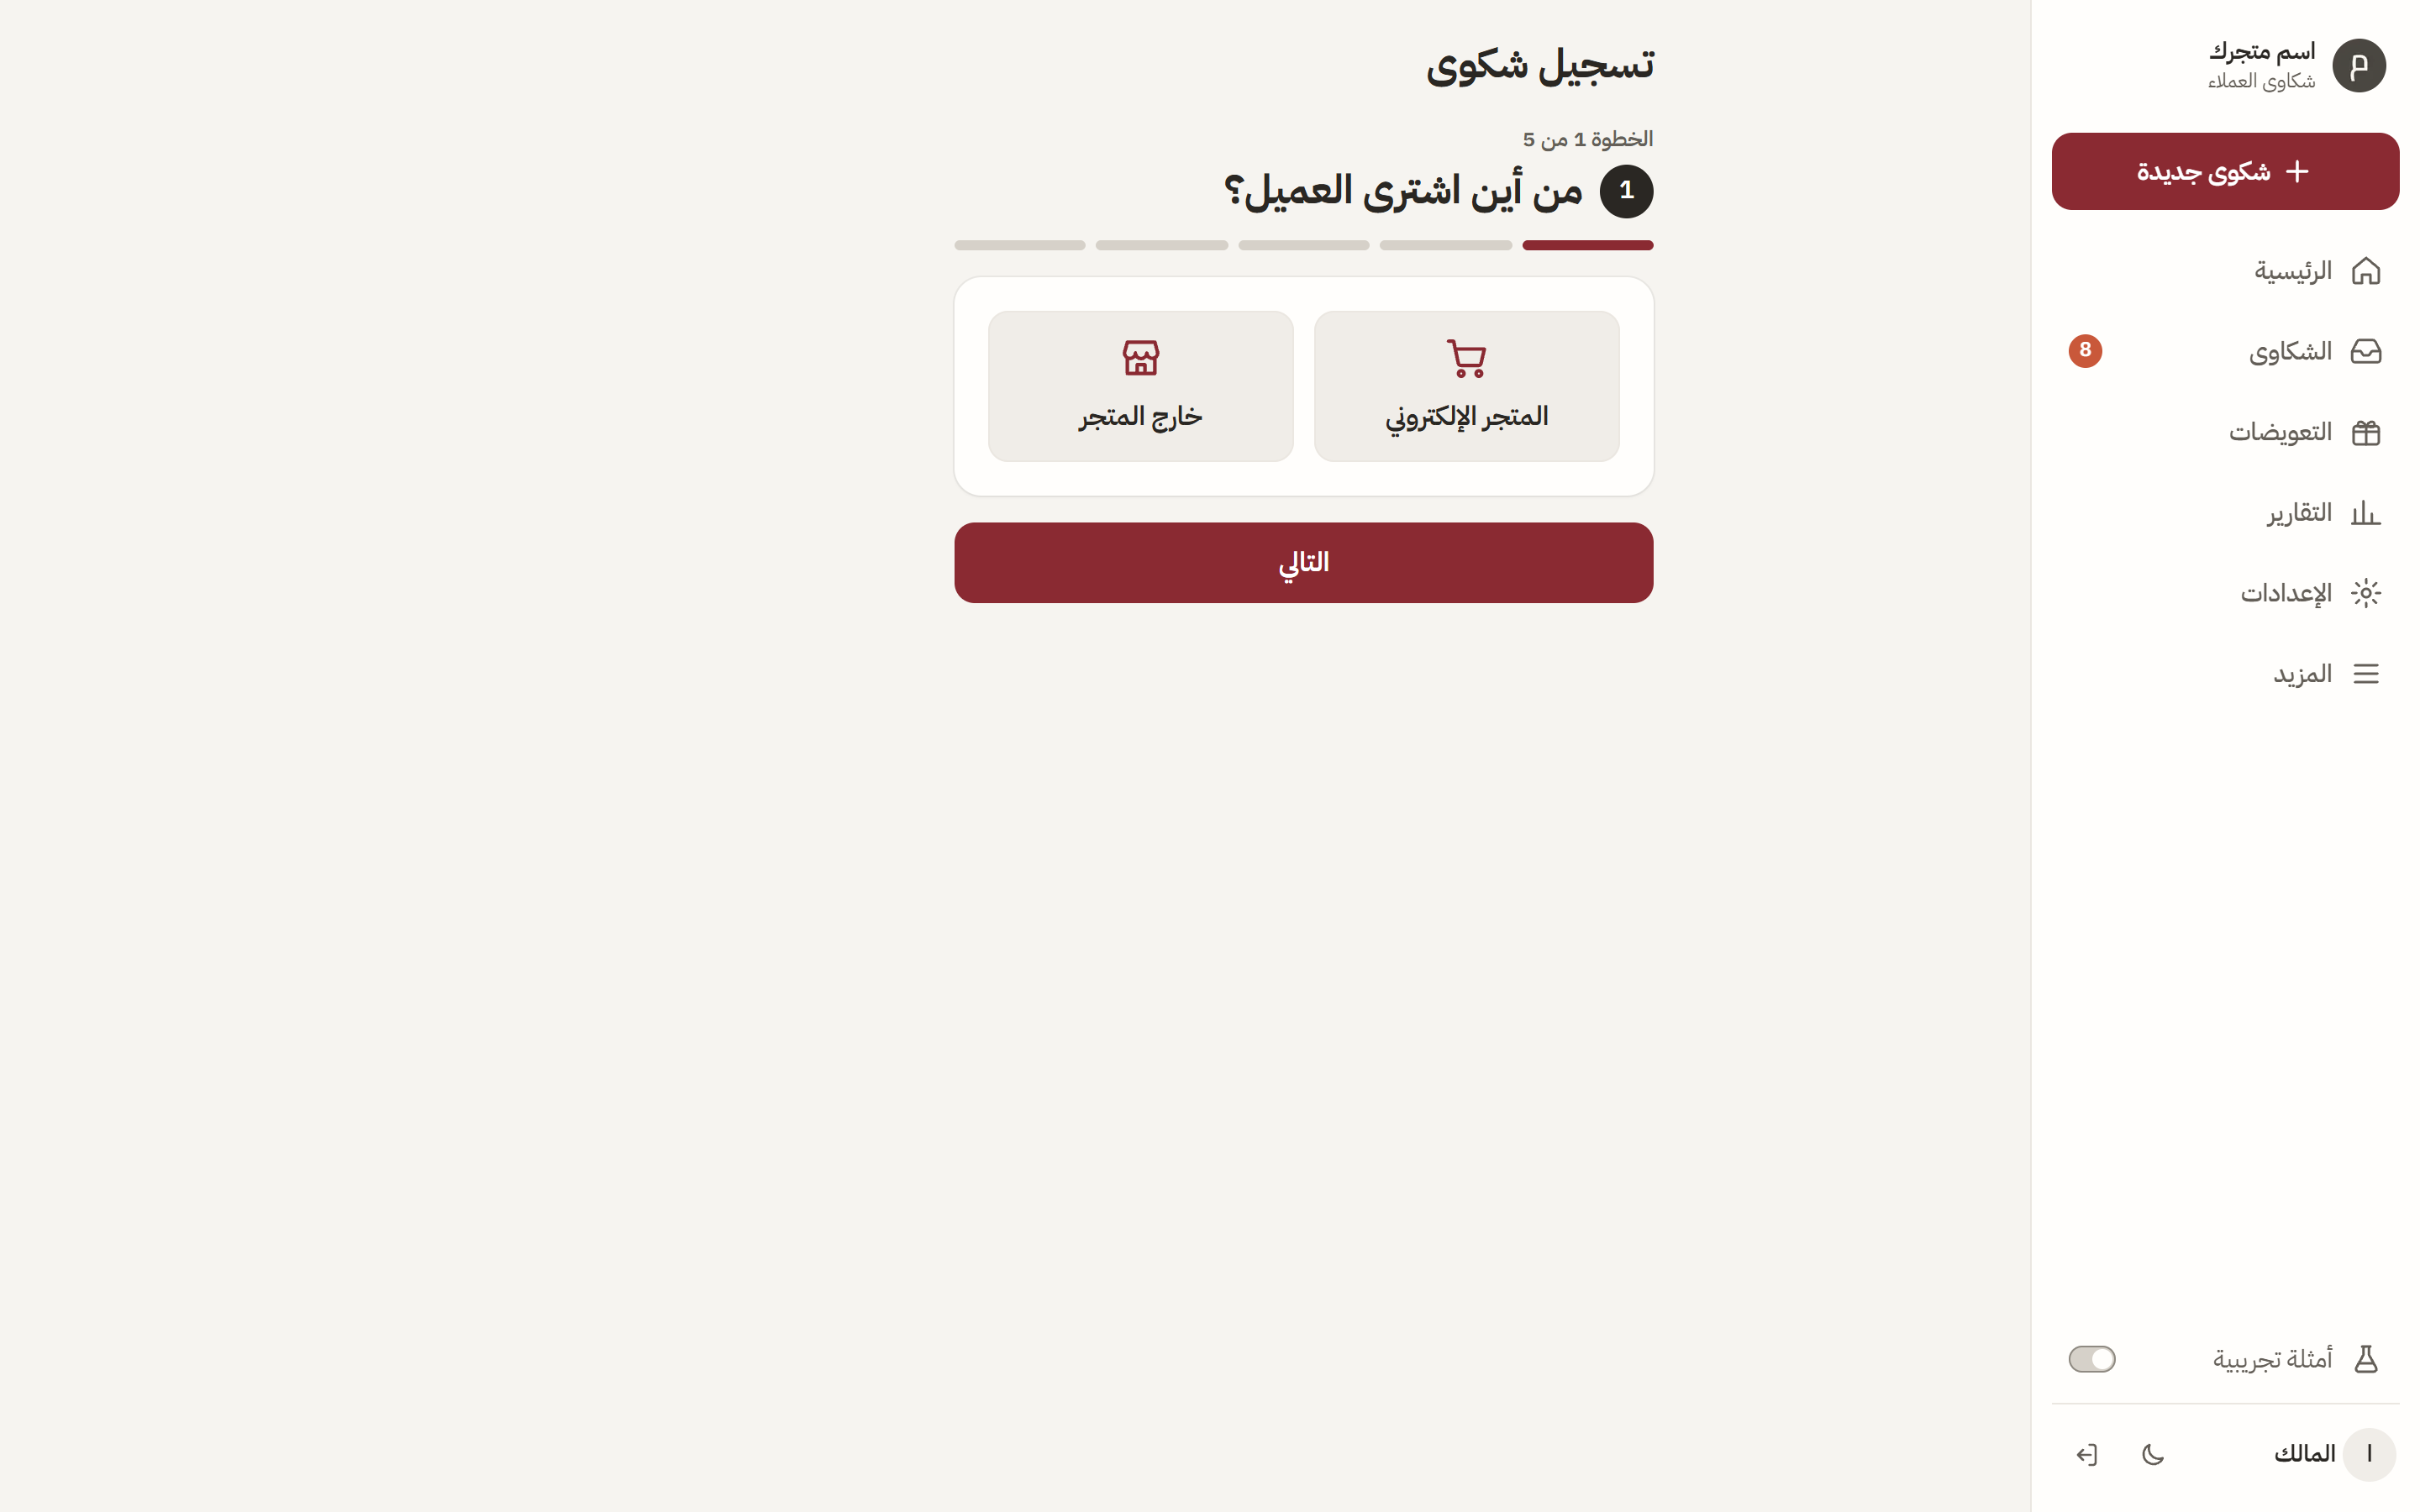 م
اسم متجرك
شكاوى العملاء
شكوى جديدة
الرئيسية
الشكاوى
8
التعويضات
التقارير
الإعدادات
المزيد
أمثلة تجريبية
ا
المالك
تسجيل شكوى
الخطوة 1 من 5
1
من أين اشترى العميل؟
المتجر الإلكتروني
خارج المتجر
التالي